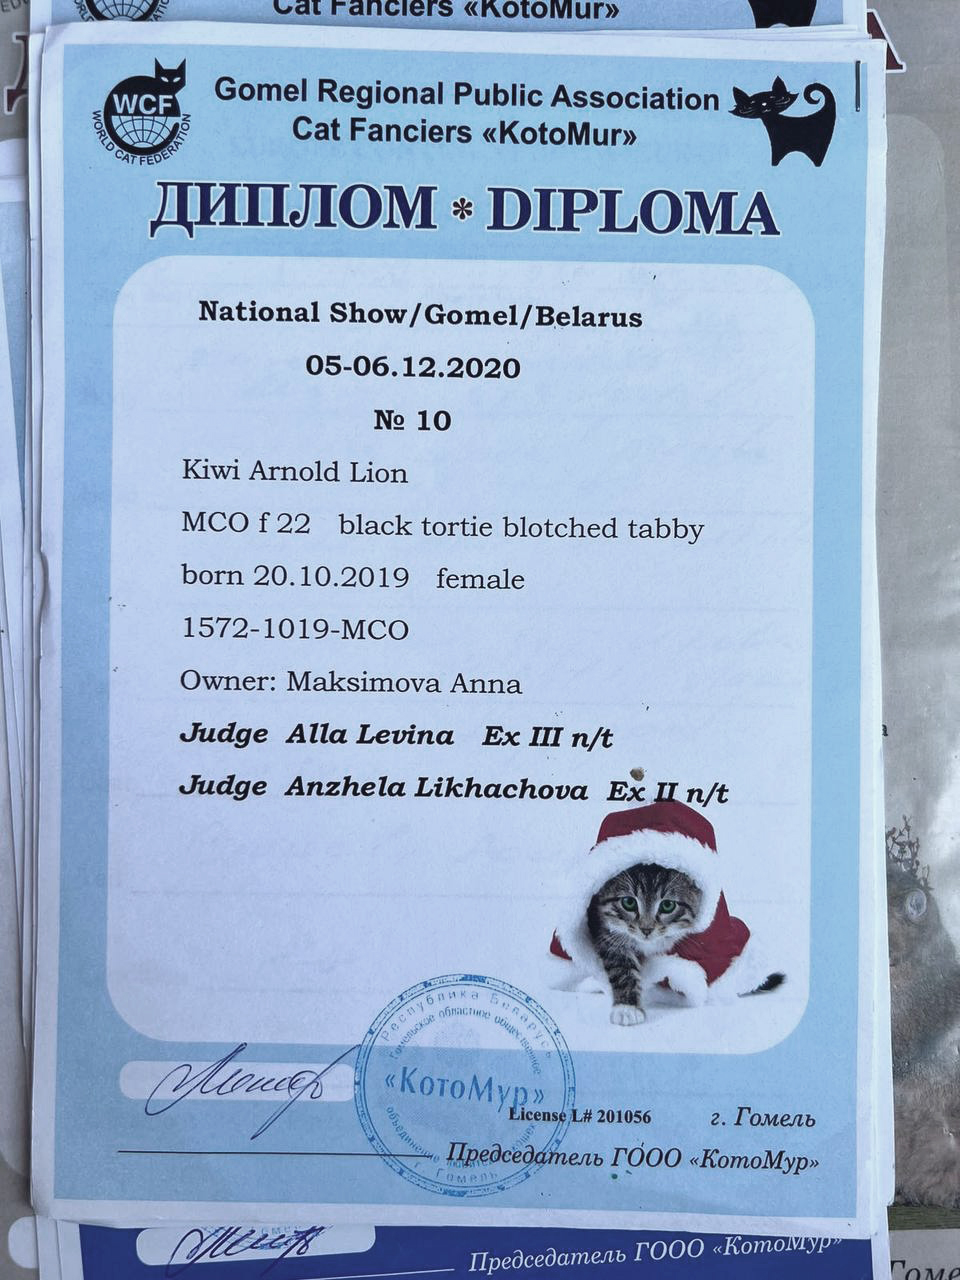 Cat Fanciers «KotoMur»
WCF
WORLD CAT FEDERATION
Gomel Regional Public Association
Cat Fanciers «KotoMur»
ДИПЛОМ * DIPLOMA
National Show/Gomel/Belarus
05-06.12.2020
№ 10
Kiwi Arnold Lion
MCO f 22 black tortie blotched tabby
born 20.10.2019 female
1572-1019-MCO
Owner: Maksimova Anna
Judge Alla Levina Ex III n/t
Judge Anzhela Likhachova Ex II n/t
Республика Беларусь
Гомельское областное общественное
«КотоМур»
объединение
г. Гомель
License L# 201056 г. Гомель
Председатель ГООО «КотоМур»
Председатель ГООО «КотоМур»